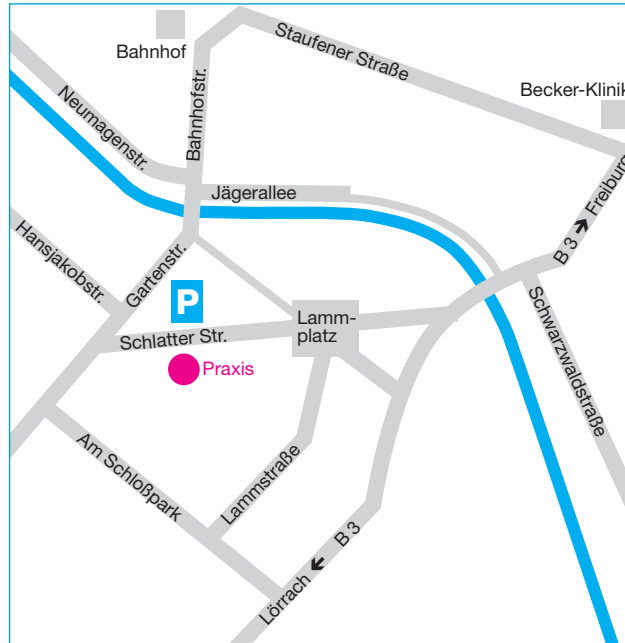 Bahnhof
Staufener Straße
Becker-Klinik
Neumagenstr.
Bahnhofstr.
Jägerallee
B 3 → Freiburg
Hansjakobstr.
Gartenstr.
P
Schlatter Str.
Lamm-
platz
Praxis
Schwarzwaldstraße
Am Schloßpark
Lammstraße
Lörrach ← B 3